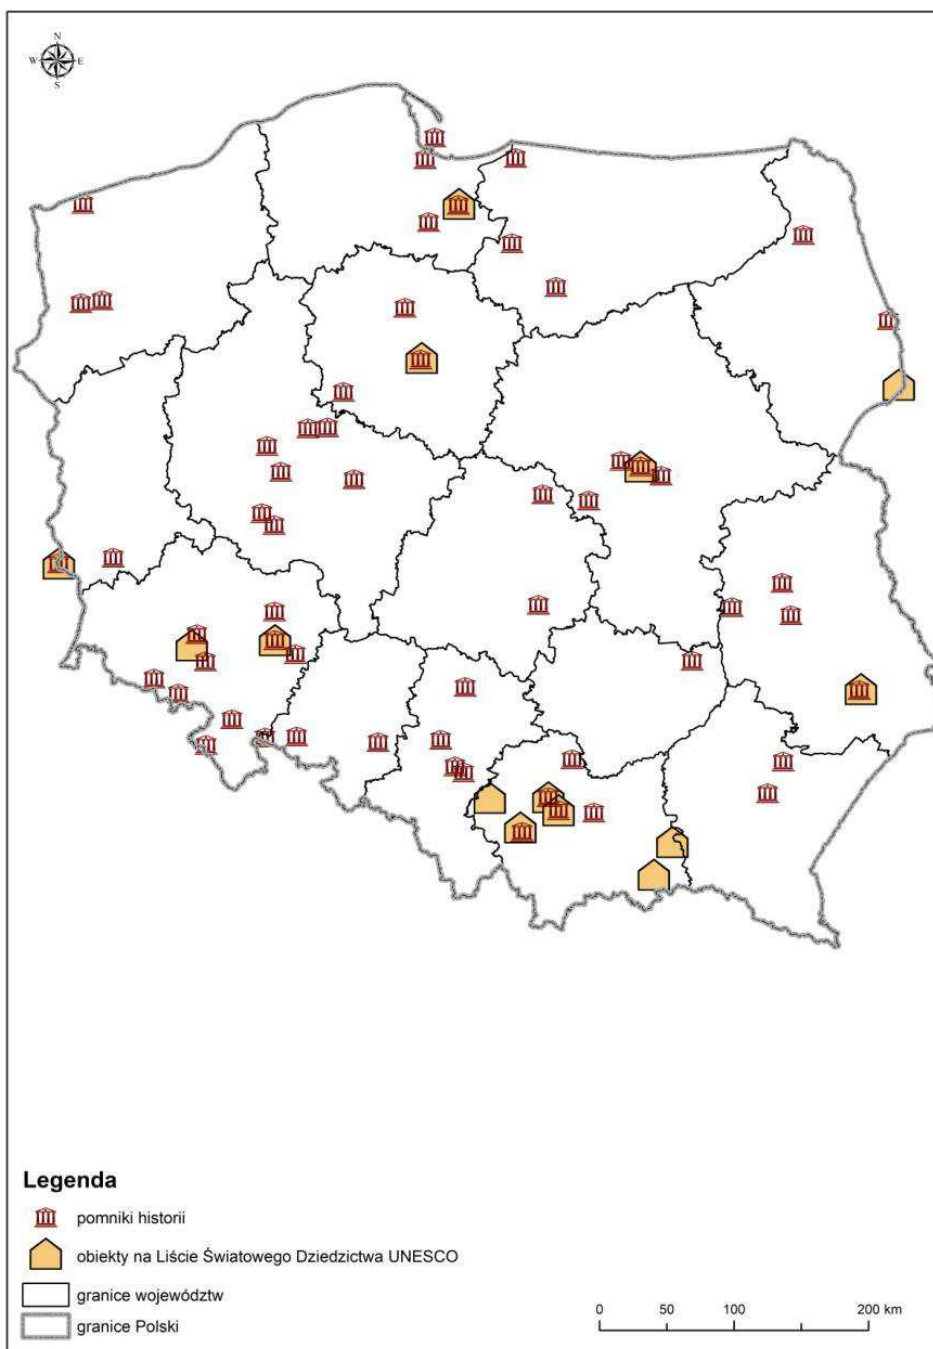 N
W E
S
Legenda
pomniki historii
obiekty na Liście Światowego Dziedzictwa UNESCO
granice województw
granice Polski
0 50 100 200 km